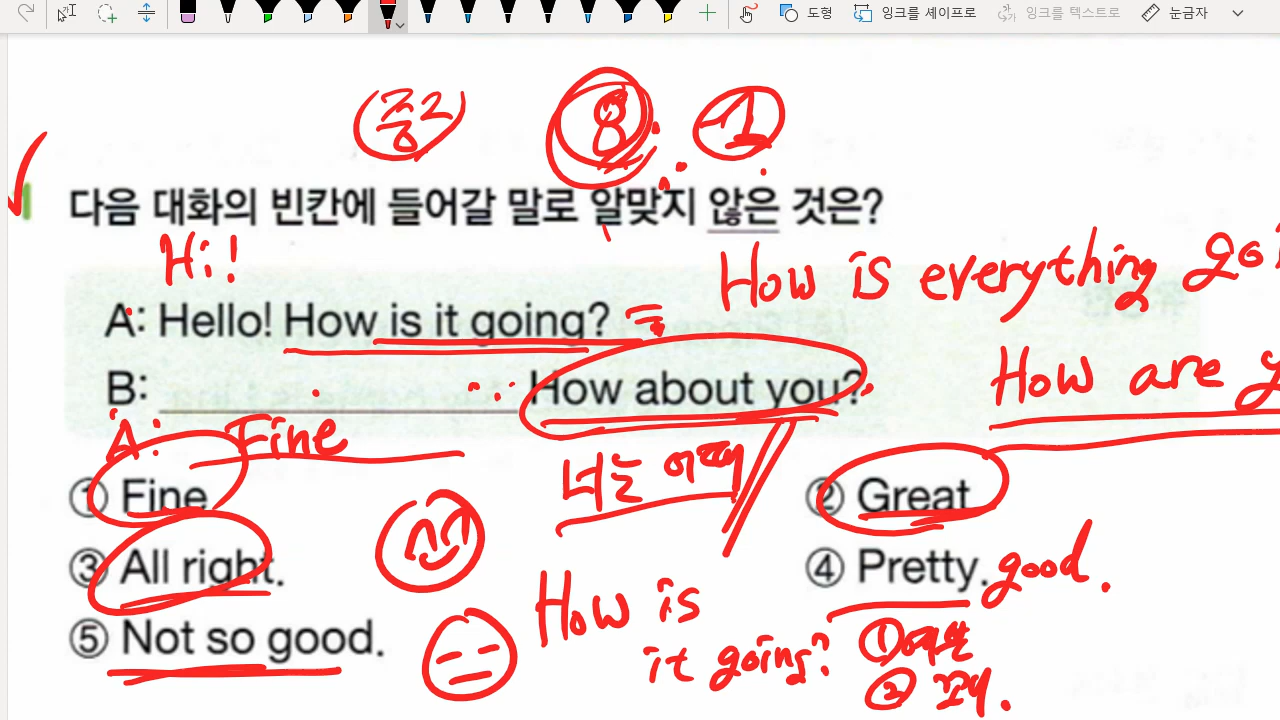 도형 잉크를 셰이프로 잉크를 텍스트로 눈금자
중2 8 -1
다음 대화의 빈칸에 들어갈 말로 알맞지 않은 것은?
Hi!
How is everything goi
A: Hello! How is it going? =
How are y
B: How about you?
A: Fine
너는 어때
① Fine.
② Great.
③ All right.
④ Pretty. good.
⑤ Not so good.
How is
it going?
①
② 꽤.